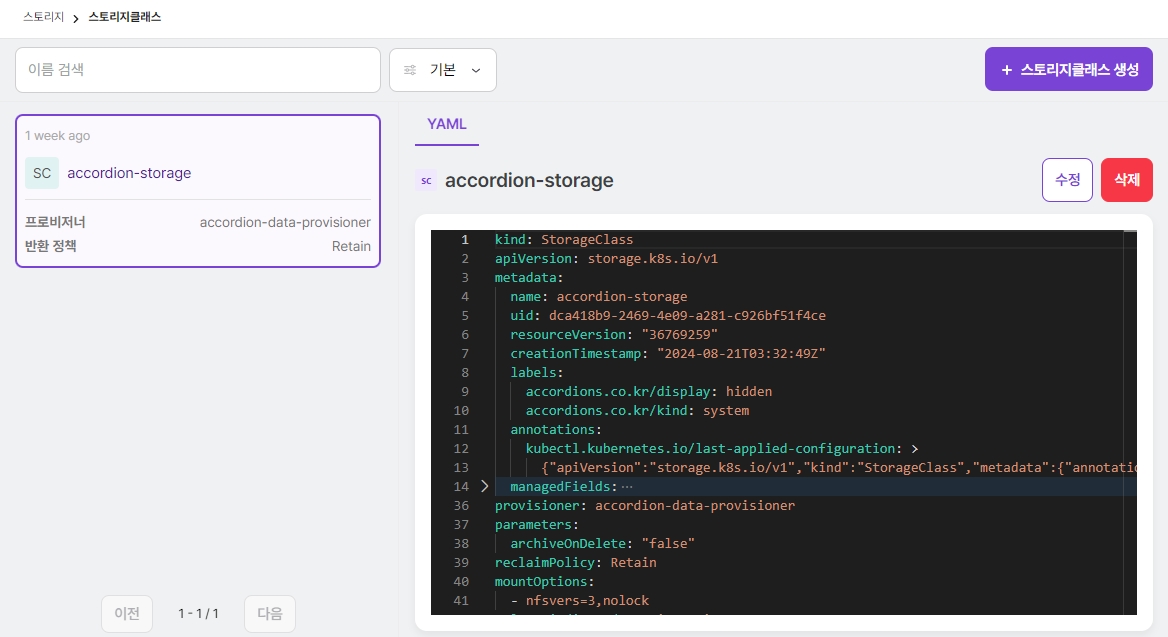 스토리지 > 스토리지클래스
이름 검색
기본
+ 스토리지클래스 생성
1 week ago
SC accordion-storage
프로비저너 accordion-data-provisioner
반환 정책 Retain
이전 1 - 1 / 1 다음
YAML
SC accordion-storage
수정 삭제
1 kind: StorageClass
2 apiVersion: storage.k8s.io/v1
3 metadata:
4 name: accordion-storage
5 uid: dca418b9-2469-4e09-a281-c926bf51f4ce
6 resourceVersion: "36769259"
7 creationTimestamp: "2024-08-21T03:32:49Z"
8 labels:
9 accordions.co.kr/display: hidden
10 accordions.co.kr/kind: system
11 annotations:
12 kubectl.kubernetes.io/last-applied-configuration: >
13 {"apiVersion":"storage.k8s.io/v1","kind":"StorageClass","metadata":{"annotatio
14 managedFields: ···
36 provisioner: accordion-data-provisioner
37 parameters:
38 archiveOnDelete: "false"
39 reclaimPolicy: Retain
40 mountOptions:
41 - nfsvers=3,nolock